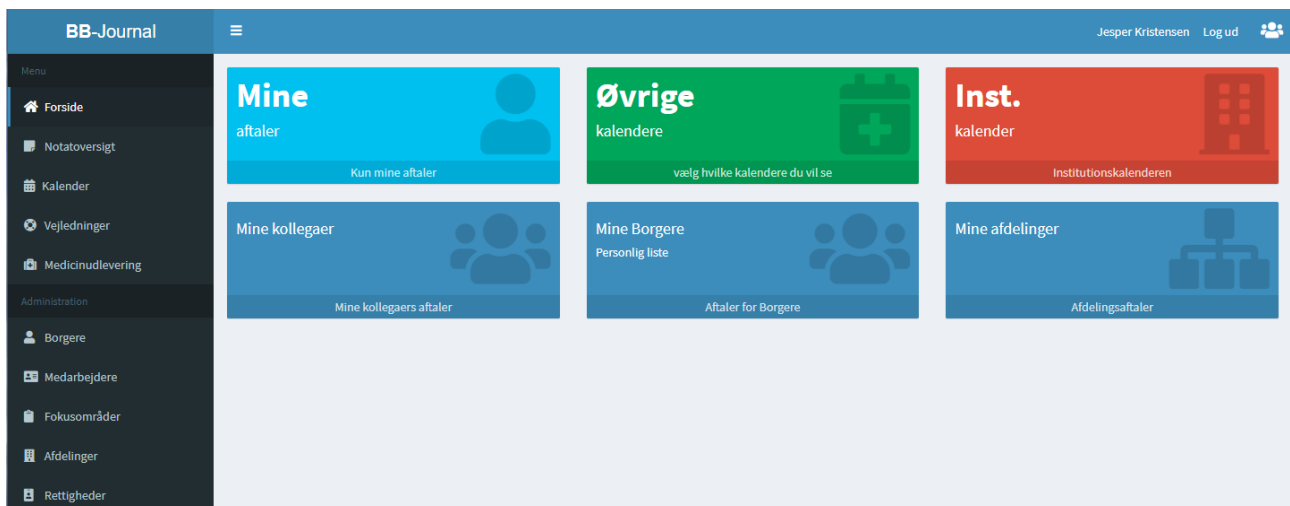 BB-Journal
Jesper Kristensen Log ud
Menu
Forside
Notatoversigt
Kalender
Vejledninger
Medicinudlevering
Administration
Borgere
Medarbejdere
Fokusområder
Afdelinger
Rettigheder
Mine
aftaler
Kun mine aftaler
Øvrige
kalendere
vælg hvilke kalendere du vil se
Inst.
kalender
Institutionskalenderen
Mine kollegaer
Mine kollegaers aftaler
Mine Borgere
Personlig liste
Aftaler for Borgere
Mine afdelinger
Afdelingsaftaler